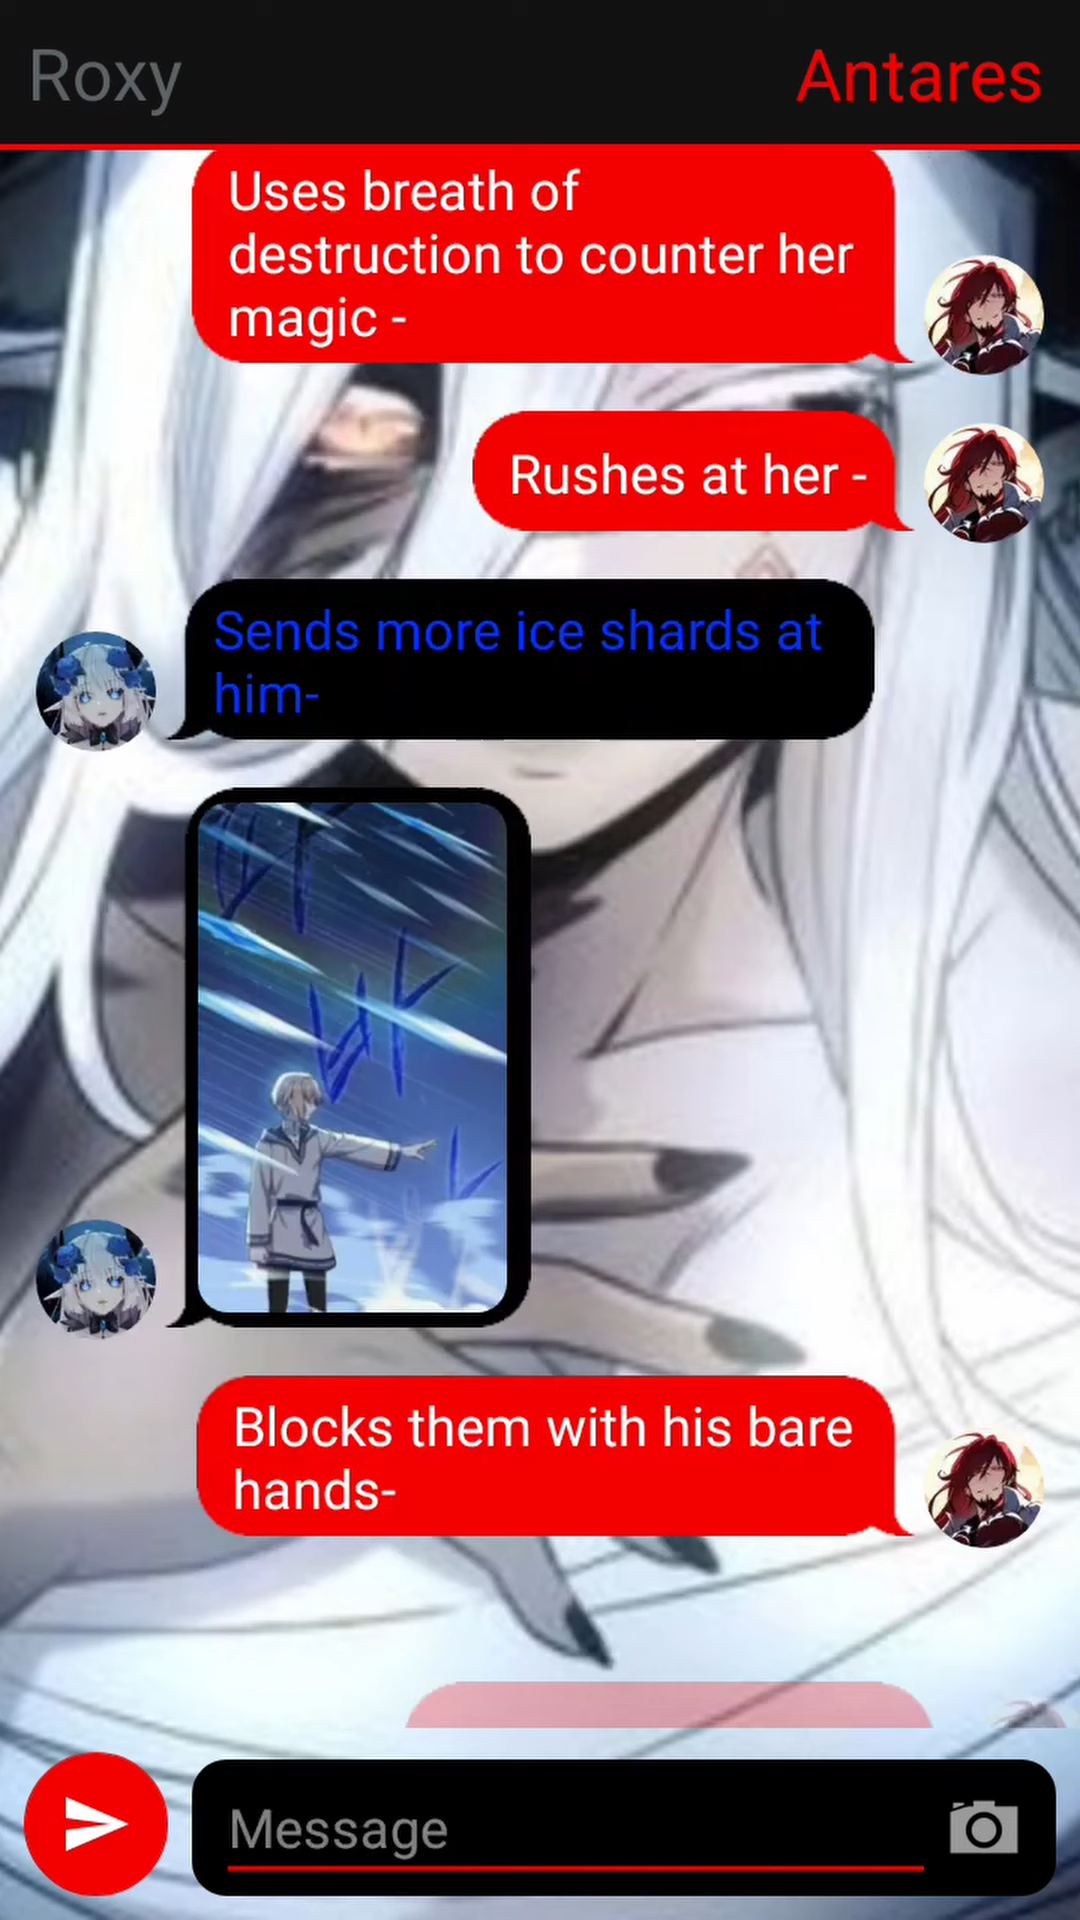 Roxy
Antares
Uses breath of
destruction to counter her
magic -
Rushes at her -
Sends more ice shards at
him-
Blocks them with his bare
hands-
Message